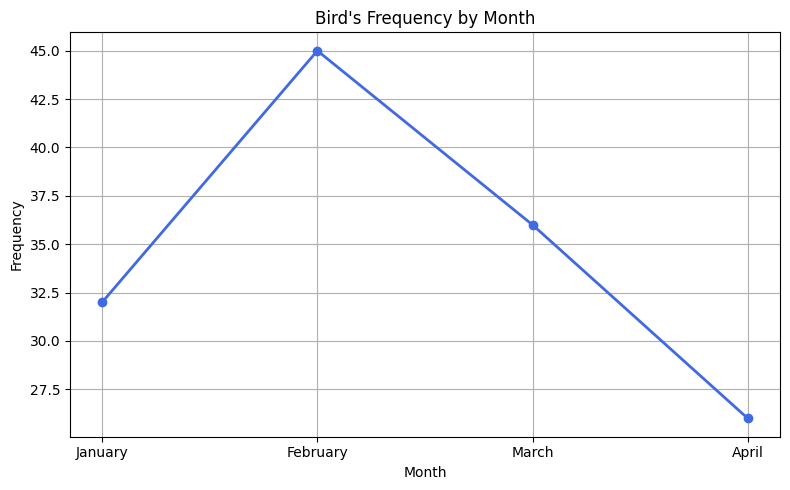 Bird's Frequency by Month
45.0
42.5
40.0
37.5
35.0
32.5
30.0
27.5
Frequency
January February March April
Month